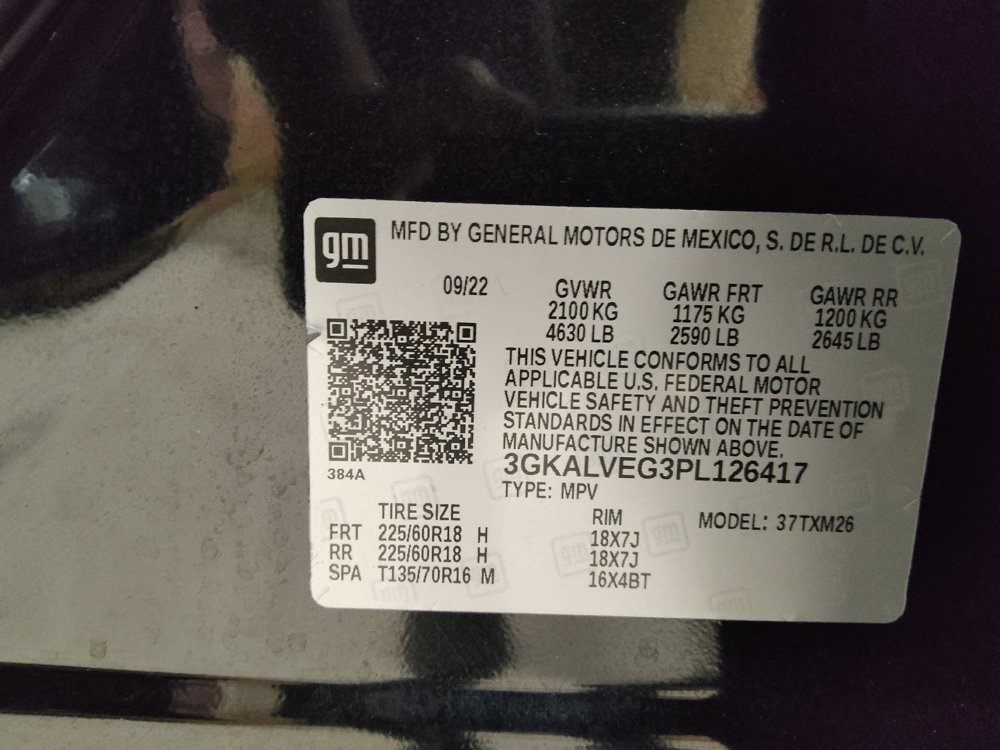 gm MFD BY GENERAL MOTORS DE MEXICO, S. DE R.L. DE C.V.
09/22 GVWR GAWR FRT GAWR RR
2100 KG 1175 KG 1200 KG
4630 LB 2590 LB 2645 LB
THIS VEHICLE CONFORMS TO ALL
APPLICABLE U.S. FEDERAL MOTOR
VEHICLE SAFETY AND THEFT PREVENTION
STANDARDS IN EFFECT ON THE DATE OF
MANUFACTURE SHOWN ABOVE.
384A 3GKALVEG3PL126417
TYPE: MPV
TIRE SIZE RIM MODEL: 37TXM26
FRT 225/60R18 H 18X7J
RR 225/60R18 H 18X7J
SPA T135/70R16 M 16X4BT